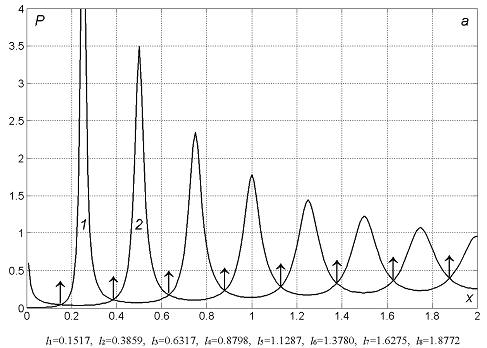 4
P
a
3.5
3
2.5
2
1.5
1
1 2
0.5
0
x
0 0.2 0.4 0.6 0.8 1 1.2 1.4 1.6 1.8 2
l₁=0.1517, l₂=0.3859, l₃=0.6317, l₄=0.8798, l₅=1.1287, l₆=1.3780, l₇=1.6275, l₈=1.8772